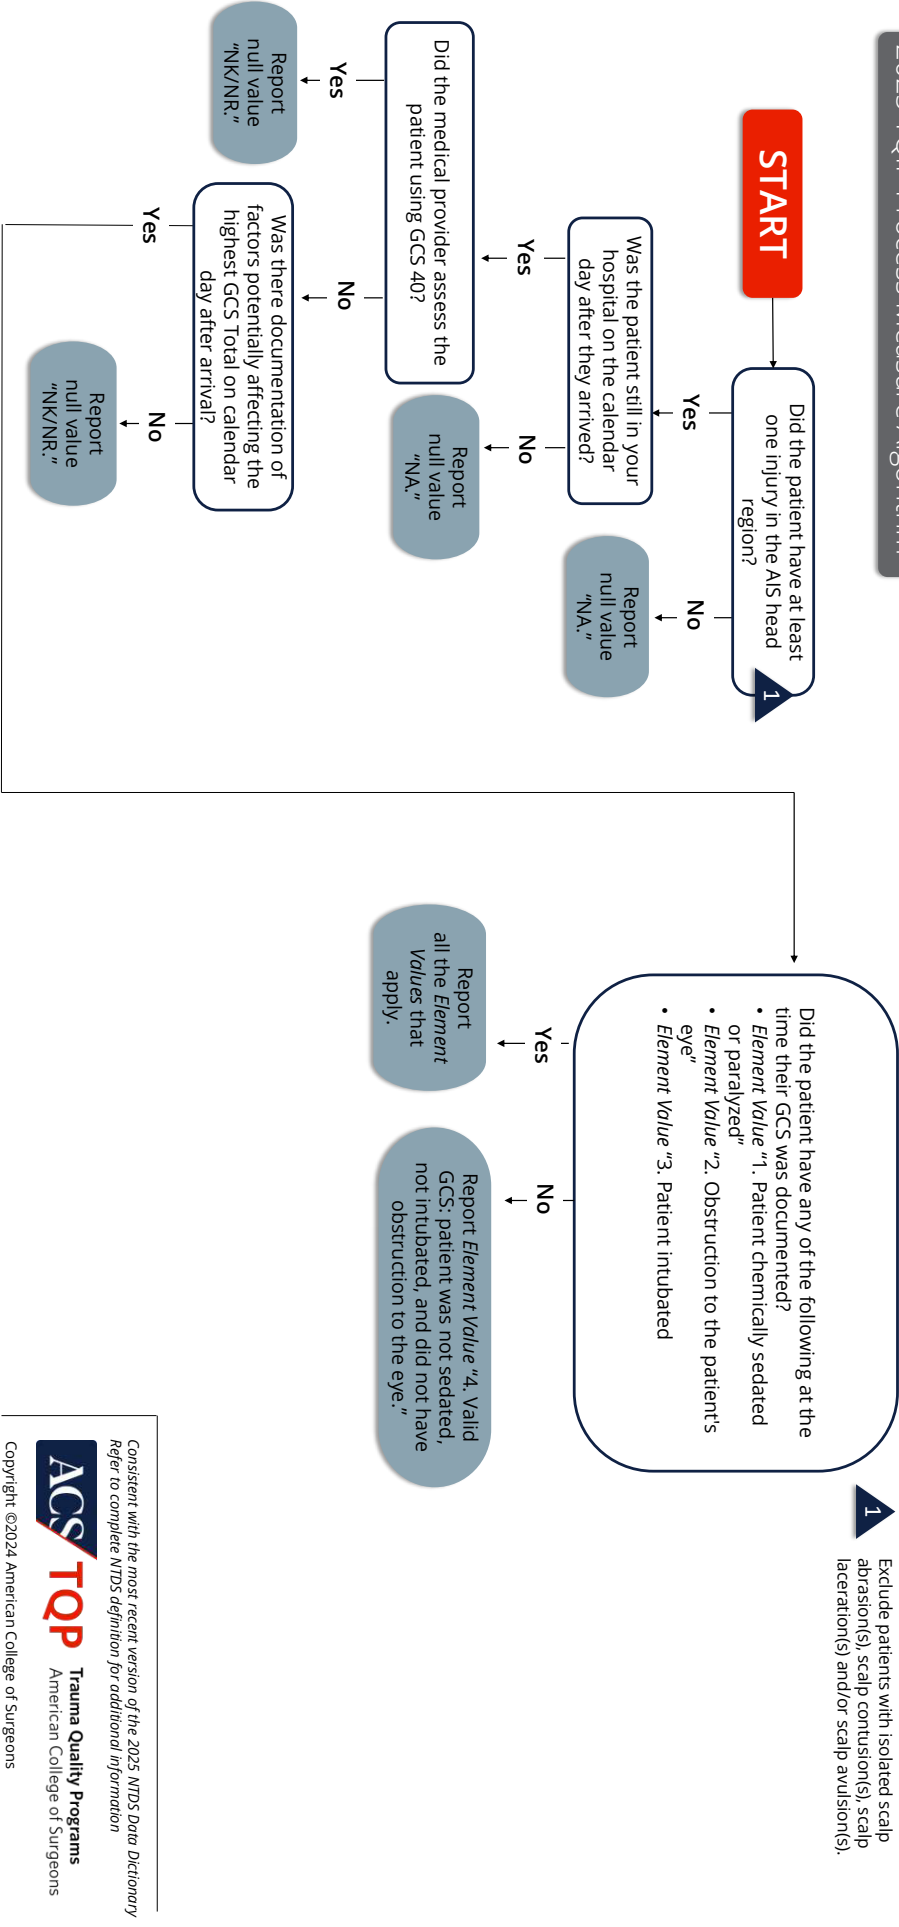 START
Did the patient have at least
one injury in the AIS head
region?
1
Yes
No
Was the patient still in your
hospital on the calendar
day after they arrived?
Report
null value
“NA.”
Yes
No
Did the medical provider assess the
patient using GCS 40?
Report
null value
“NA.”
Yes
No
Report
null value
“NK/NR.”
Was there documentation of
factors potentially affecting the
highest GCS Total on calendar
day after arrival?
Yes
No
Report
null value
“NK/NR.”
Did the patient have any of the following at the
time their GCS was documented?
• Element Value “1. Patient chemically sedated
or paralyzed”
• Element Value “2. Obstruction to the patient's
eye”
• Element Value “3. Patient intubated
Yes
No
Report
all the Element
Values that
apply.
Report Element Value “4. Valid
GCS: patient was not sedated,
not intubated, and did not have
obstruction to the eye.”
1
Exclude patients with isolated scalp
abrasion(s), scalp contusion(s), scalp
laceration(s) and/or scalp avulsion(s).
Consistent with the most recent version of the 2025 NTDS Data Dictionary
Refer to complete NTDS definition for additional information
ACS TQP
Trauma Quality Programs
American College of Surgeons
Copyright ©2024 American College of Surgeons